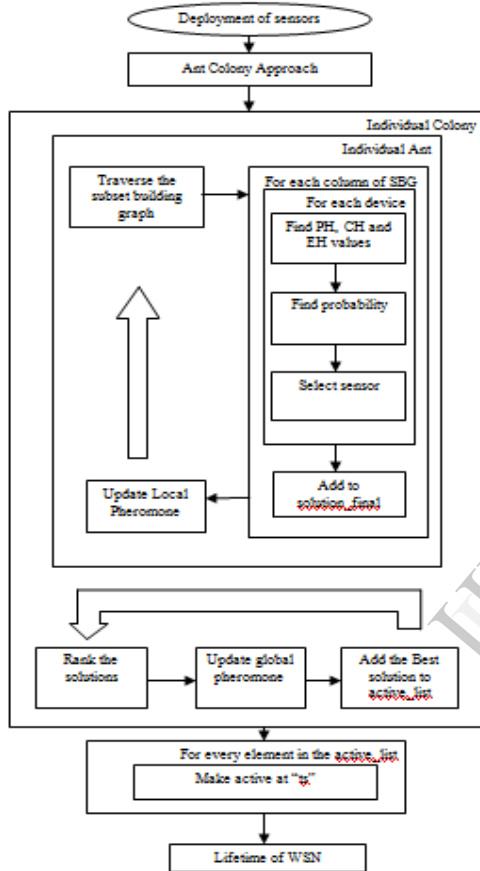 Deployment of sensors
Ant Colony Approach
Individual Colony
Individual Ant
Traverse the
subset building
graph
For each column of SBG
For each device
Find PH, CH and
EH values
Find probability
Select sensor
Add to
solution_final
Update Local
Pheromone
Rank the
solutions
Update global
pheromone
Add the Best
solution to
active_list
For every element in the active_list
Make active at “ts”
Lifetime of WSN